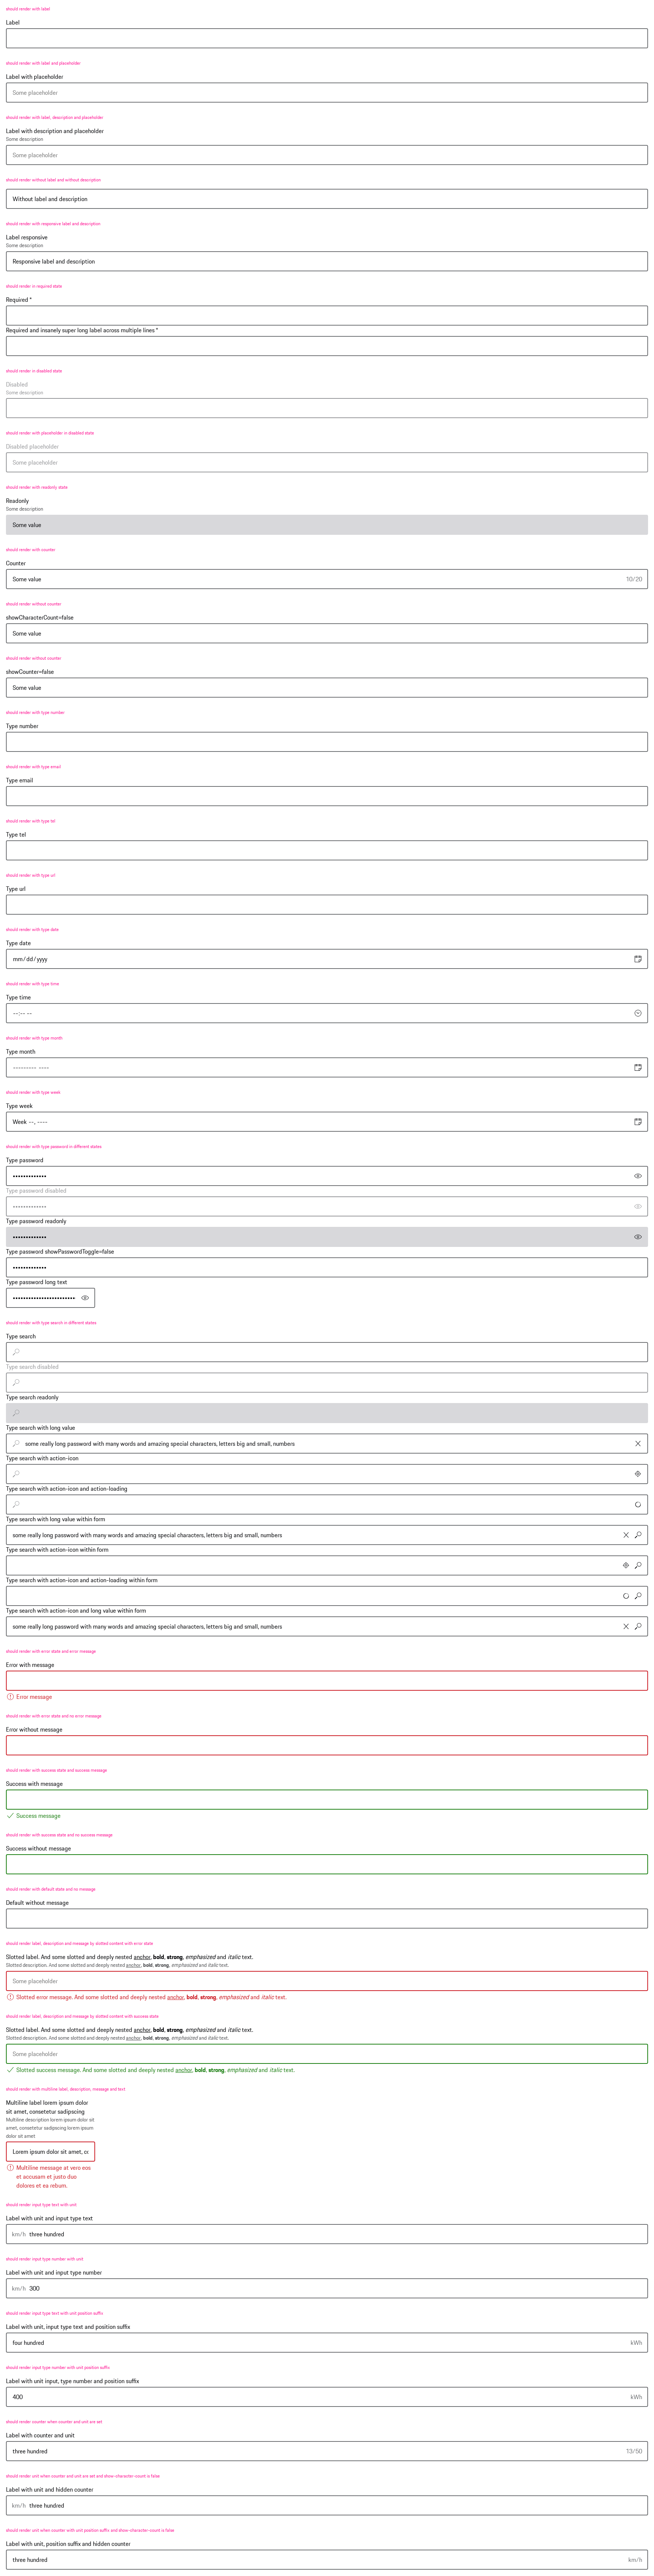 should render with label
Label
should render with label and placeholder
Label with placeholder
Some placeholder
should render with label, description and placeholder
Label with description and placeholder
Some description
Some placeholder
should render without label and without description
Without label and description
should render with responsive label and description
Label responsive
Some description
Responsive label and description
should render in required state
Required *
Required and insanely super long label across multiple lines *
should render in disabled state
Disabled
Some description
should render with placeholder in disabled state
Disabled placeholder
Some placeholder
should render with readonly state
Readonly
Some description
Some value
should render with counter
Counter
Some value 10/20
should render without counter
showCharacterCount=false
Some value
should render without counter
showCounter=false
Some value
should render with type number
Type number
should render with type email
Type email
should render with type tel
Type tel
should render with type url
Type url
should render with type date
Type date
mm/dd/yyyy
should render with type time
Type time
--:-- --
should render with type month
Type month
--------- ----
should render with type week
Type week
Week --, ----
should render with type password in different states
Type password
•••••••••••••
Type password disabled
•••••••••••••
Type password readonly
•••••••••••••
Type password showPasswordToggle=false
•••••••••••••
Type password long text
••••••••••••••••••••••••
should render with type search in different states
Type search
Type search disabled
Type search readonly
Type search with long value
some really long password with many words and amazing special characters, letters big and small, numbers
Type search with action-icon
Type search with action-icon and action-loading
Type search with long value within form
some really long password with many words and amazing special characters, letters big and small, numbers
Type search with action-icon within form
Type search with action-icon and action-loading within form
Type search with action-icon and long value within form
some really long password with many words and amazing special characters, letters big and small, numbers
should render with error state and error message
Error with message
Error message
should render with error state and no error message
Error without message
should render with success state and success message
Success with message
Success message
should render with success state and no success message
Success without message
should render with default state and no message
Default without message
should render label, description and message by slotted content with error state
Slotted label. And some slotted and deeply nested anchor, bold, strong, emphasized and italic text.
Slotted description. And some slotted and deeply nested anchor, bold, strong, emphasized and italic text.
Some placeholder
Slotted error message. And some slotted and deeply nested anchor, bold, strong, emphasized and italic text.
should render label, description and message by slotted content with success state
Slotted label. And some slotted and deeply nested anchor, bold, strong, emphasized and italic text.
Slotted description. And some slotted and deeply nested anchor, bold, strong, emphasized and italic text.
Some placeholder
Slotted success message. And some slotted and deeply nested anchor, bold, strong, emphasized and italic text.
should render with multiline label, description, message and text
Multiline label lorem ipsum dolor
sit amet, consetetur sadipscing
Multiline description lorem ipsum dolor sit
amet, consetetur sadipscing lorem ipsum
dolor sit amet
Lorem ipsum dolor sit amet, co
Multiline message at vero eos
et accusam et justo duo
dolores et ea rebum.
should render input type text with unit
Label with unit and input type text
km/h three hundred
should render input type number with unit
Label with unit and input type number
km/h 300
should render input type text with unit position suffix
Label with unit, input type text and position suffix
four hundred kWh
should render input type number with unit position suffix
Label with unit input, type number and position suffix
400 kWh
should render counter when counter and unit are set
Label with counter and unit
three hundred 13/50
should render unit when counter and unit are set and show-character-count is false
Label with unit and hidden counter
km/h three hundred
should render unit when counter with unit position suffix and show-character-count is false
Label with unit, position suffix and hidden counter
three hundred km/h